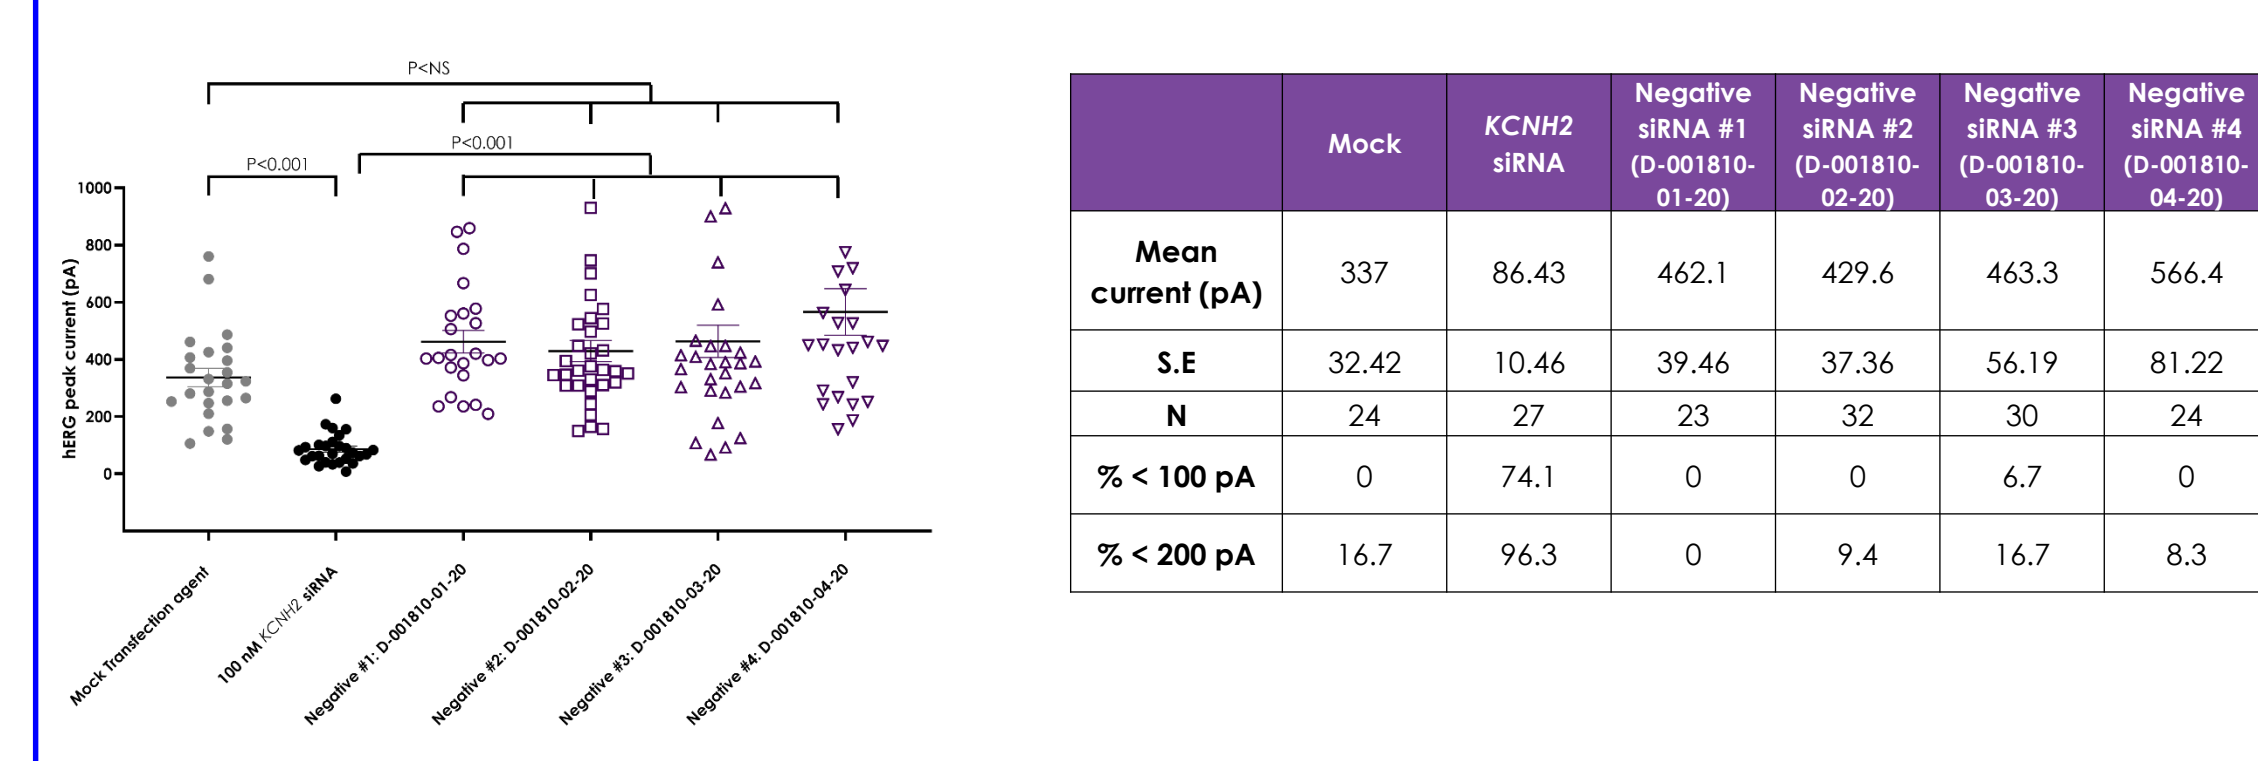 P<NS
P<0.001
P<0.001
1000
800
600
400
200
0
hERG peak current (pA)
Mock Transfection agent
100 nM KCNH2 siRNA
Negative #1: D-001810-01-20
Negative #2: D-001810-02-20
Negative #3: D-001810-03-20
Negative #4: D-001810-04-20
Mock
KCNH2
siRNA
Negative
siRNA #1
(D-001810-
01-20)
Negative
siRNA #2
(D-001810-
02-20)
Negative
siRNA #3
(D-001810-
03-20)
Negative
siRNA #4
(D-001810-
04-20)
Mean
current (pA)
337
86.43
462.1
429.6
463.3
566.4
S.E
32.42
10.46
39.46
37.36
56.19
81.22
N
24
27
23
32
30
24
% < 100 pA
0
74.1
0
0
6.7
0
% < 200 pA
16.7
96.3
0
9.4
16.7
8.3